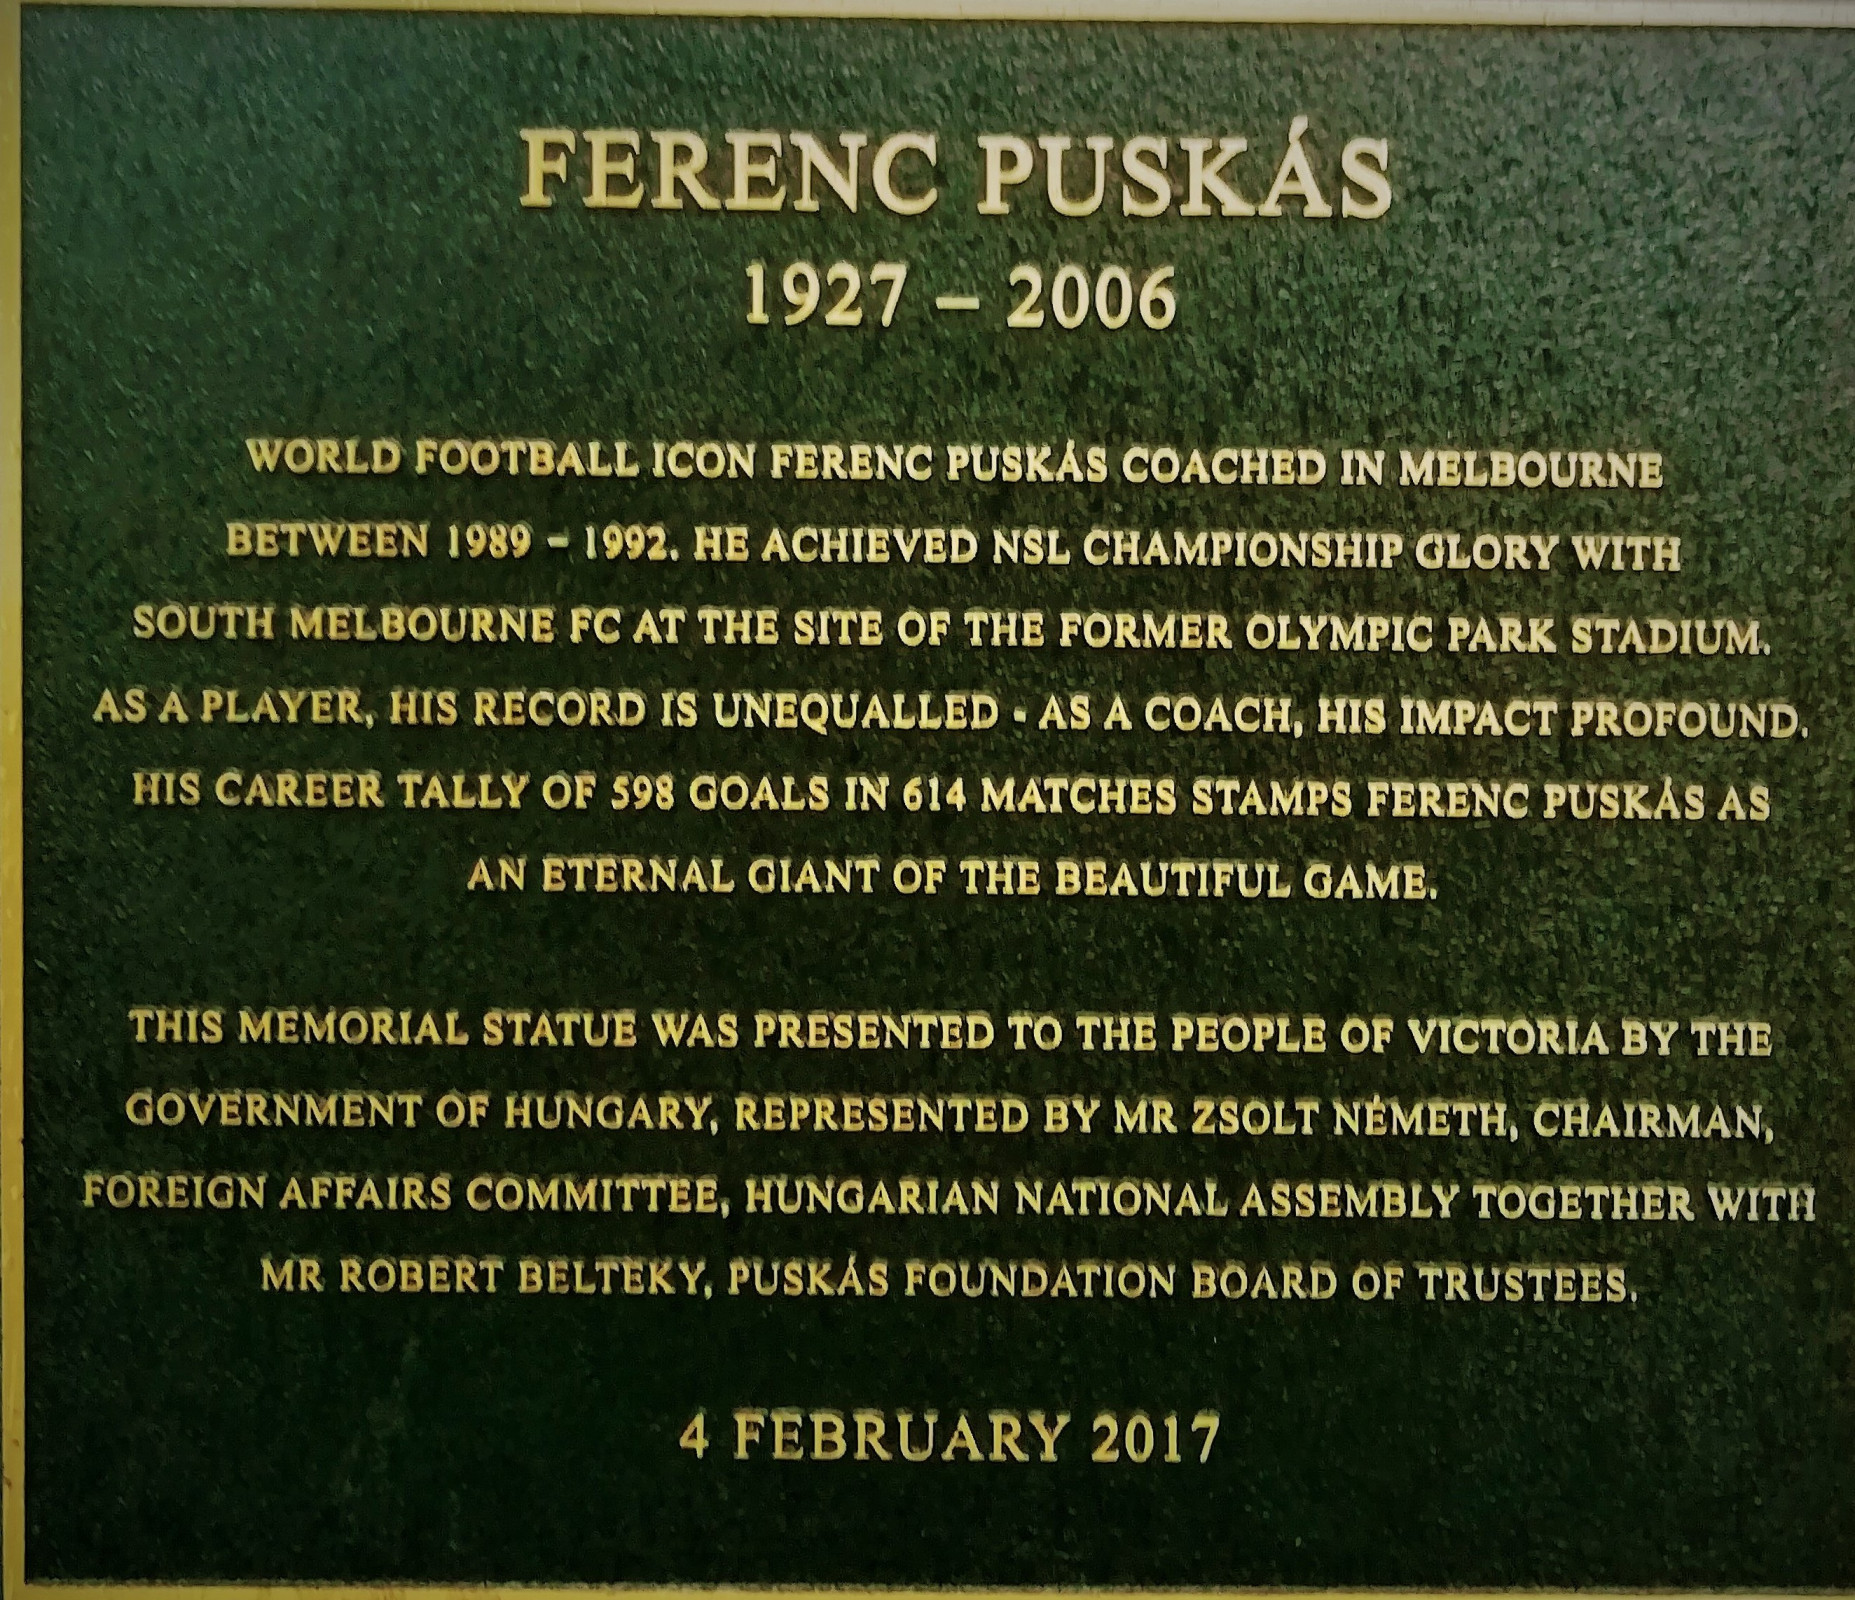 FERENC PUSKÁS
1927 – 2006
WORLD FOOTBALL ICON FERENC PUSKÁS COACHED IN MELBOURNE
BETWEEN 1989 – 1992. HE ACHIEVED NSL CHAMPIONSHIP GLORY WITH
SOUTH MELBOURNE FC AT THE SITE OF THE FORMER OLYMPIC PARK STADIUM.
AS A PLAYER, HIS RECORD IS UNEQUALLED - AS A COACH, HIS IMPACT PROFOUND.
HIS CAREER TALLY OF 598 GOALS IN 614 MATCHES STAMPS FERENC PUSKÁS AS
AN ETERNAL GIANT OF THE BEAUTIFUL GAME.
THIS MEMORIAL STATUE WAS PRESENTED TO THE PEOPLE OF VICTORIA BY THE
GOVERNMENT OF HUNGARY, REPRESENTED BY MR ZSOLT NÉMETH, CHAIRMAN,
FOREIGN AFFAIRS COMMITTEE, HUNGARIAN NATIONAL ASSEMBLY TOGETHER WITH
MR ROBERT BELTEKY, PUSKÁS FOUNDATION BOARD OF TRUSTEES.
4 FEBRUARY 2017